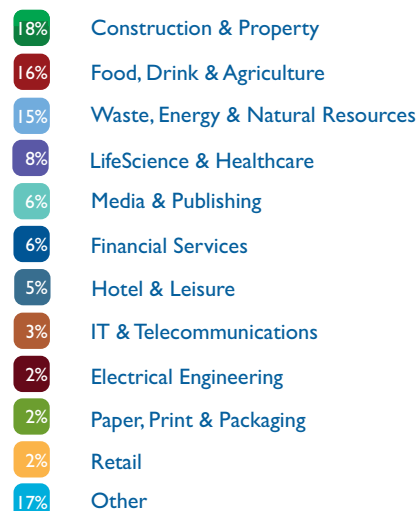 18% Construction & Property
16% Food, Drink & Agriculture
15% Waste, Energy & Natural Resources
8% LifeScience & Healthcare
6% Media & Publishing
6% Financial Services
5% Hotel & Leisure
3% IT & Telecommunications
2% Electrical Engineering
2% Paper, Print & Packaging
2% Retail
17% Other